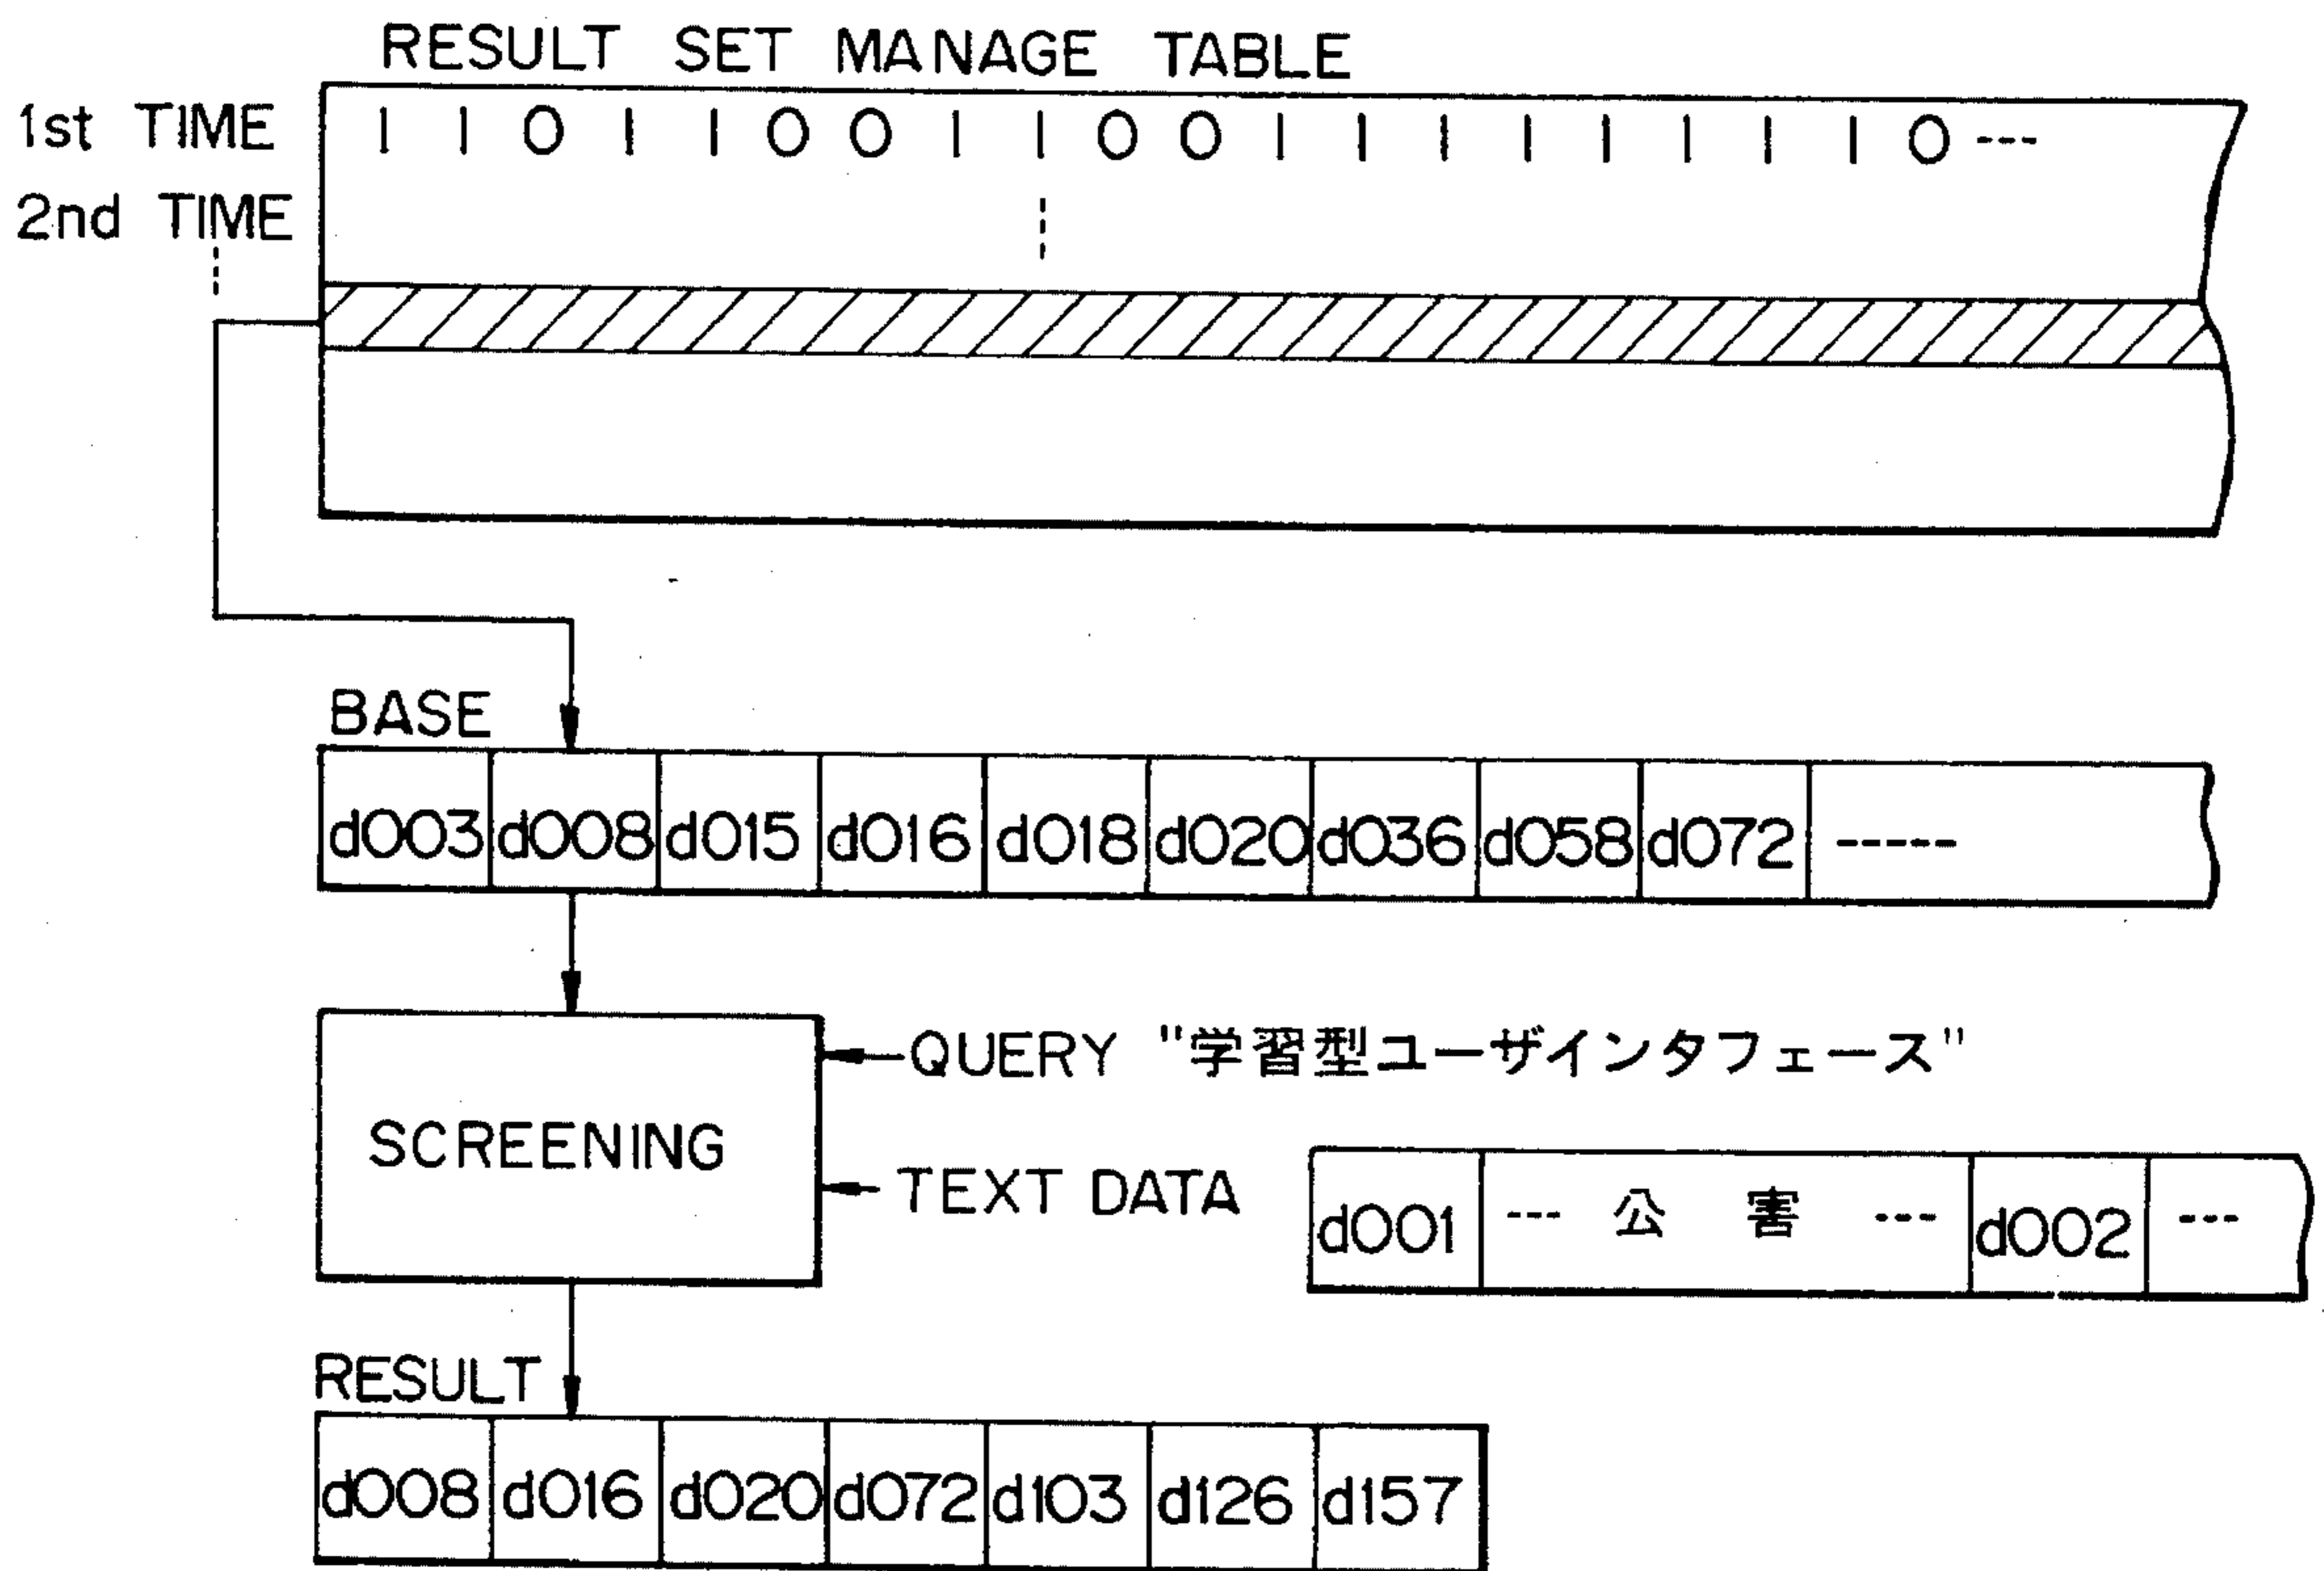 RESULT SET MANAGE TABLE
1st TIME 1 1 0 1 1 0 0 1 1 0 0 1 1 1 1 1 1 1 1 0 ---
2nd TIME
BASE
d003 d008 d015 d016 d018 d020 d036 d058 d072 -----
QUERY "学習型ユーザインタフェース"
SCREENING
TEXT DATA
d001 --- 公 害 --- d002 ---
RESULT
d008 d016 d020 d072 d103 d126 d157